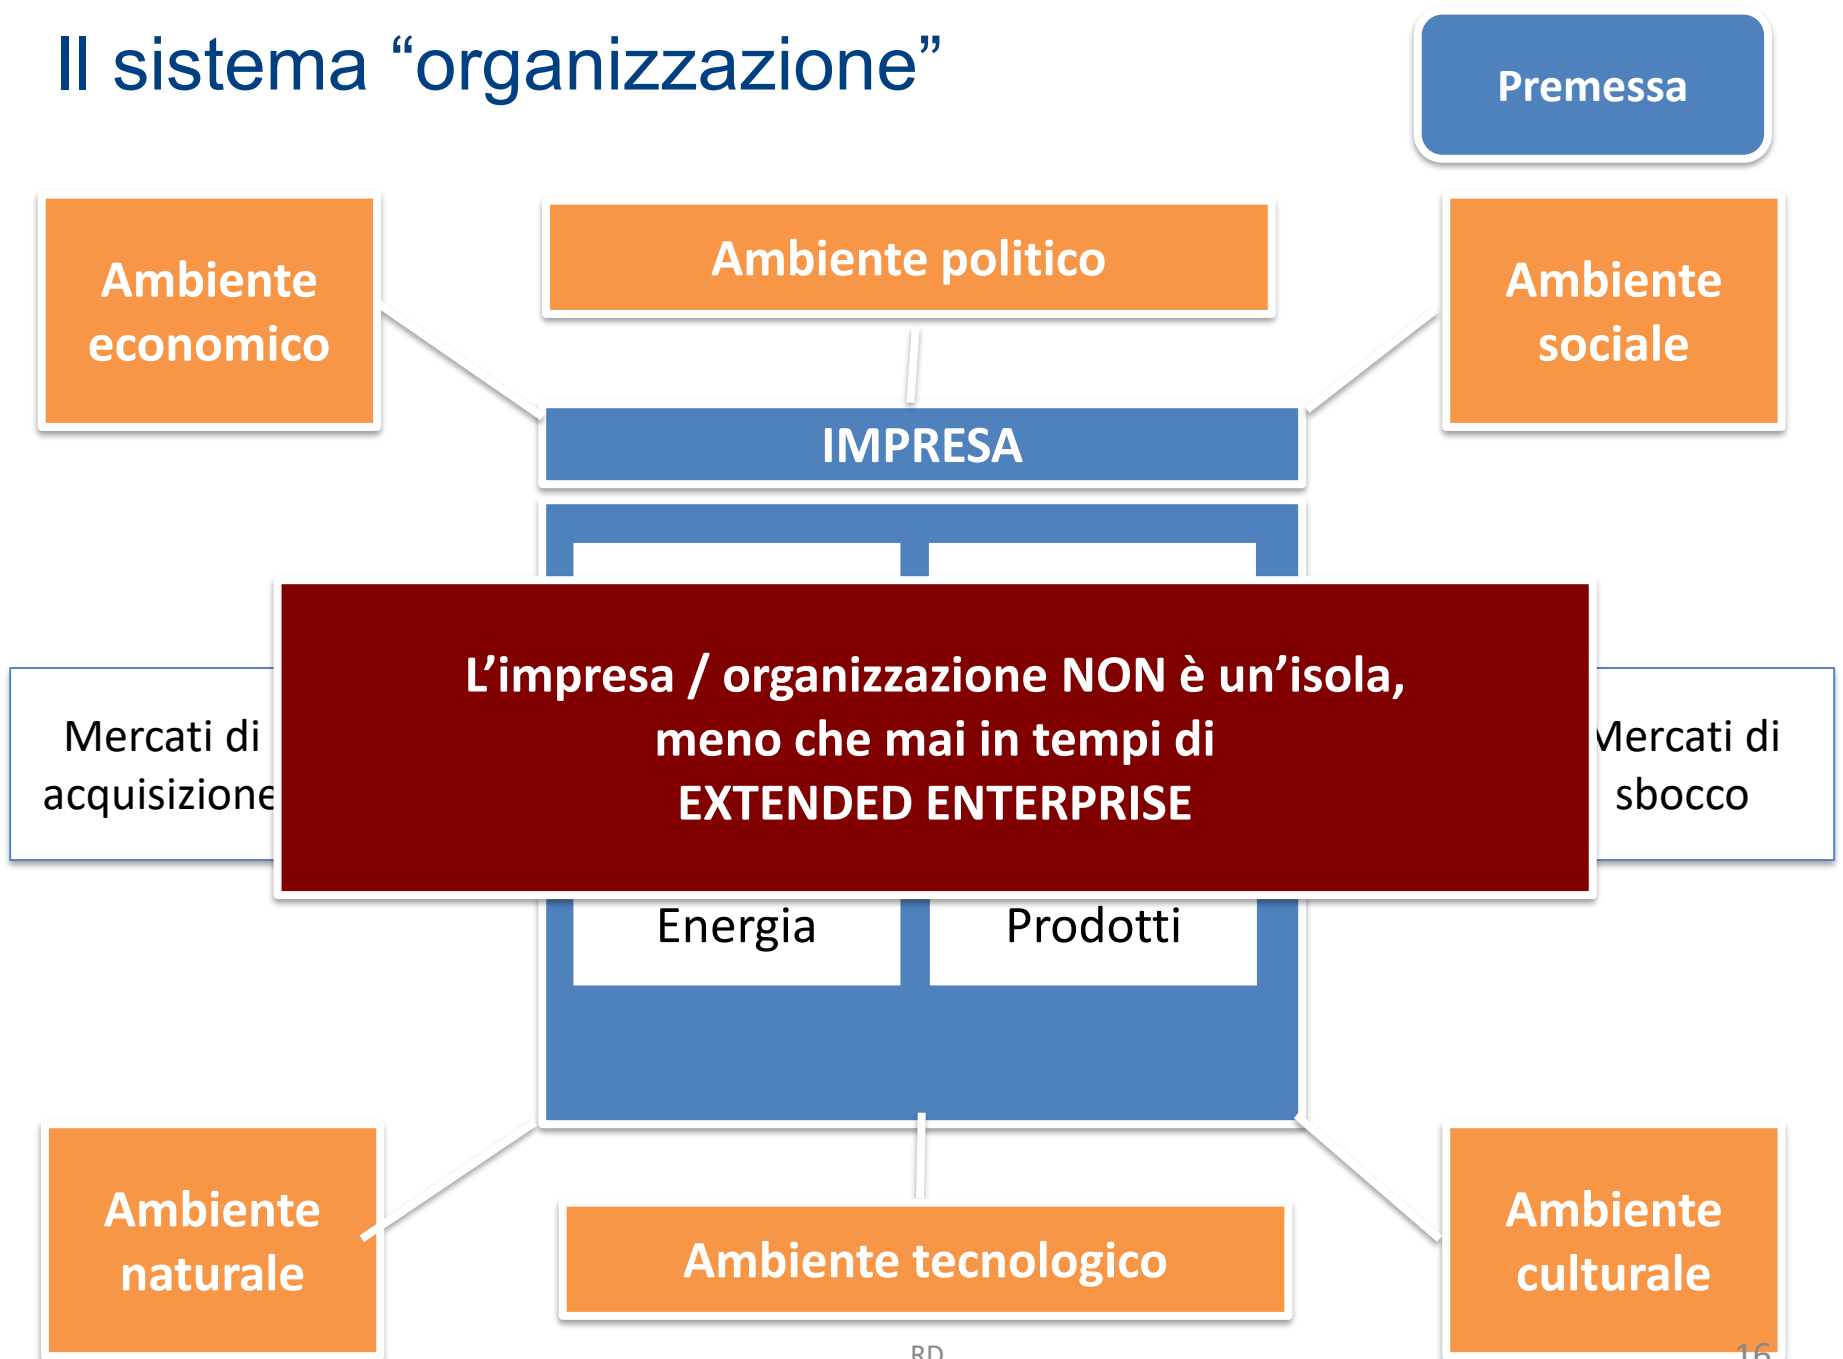 Il sistema “organizzazione”
Premessa
Ambiente
economico
Ambiente politico
Ambiente
sociale
IMPRESA
L’impresa / organizzazione NON è un’isola,
meno che mai in tempi di
EXTENDED ENTERPRISE
Mercati di
acquisizione
Mercati di
sbocco
Energia
Prodotti
Ambiente
naturale
Ambiente tecnologico
Ambiente
culturale
RD
16